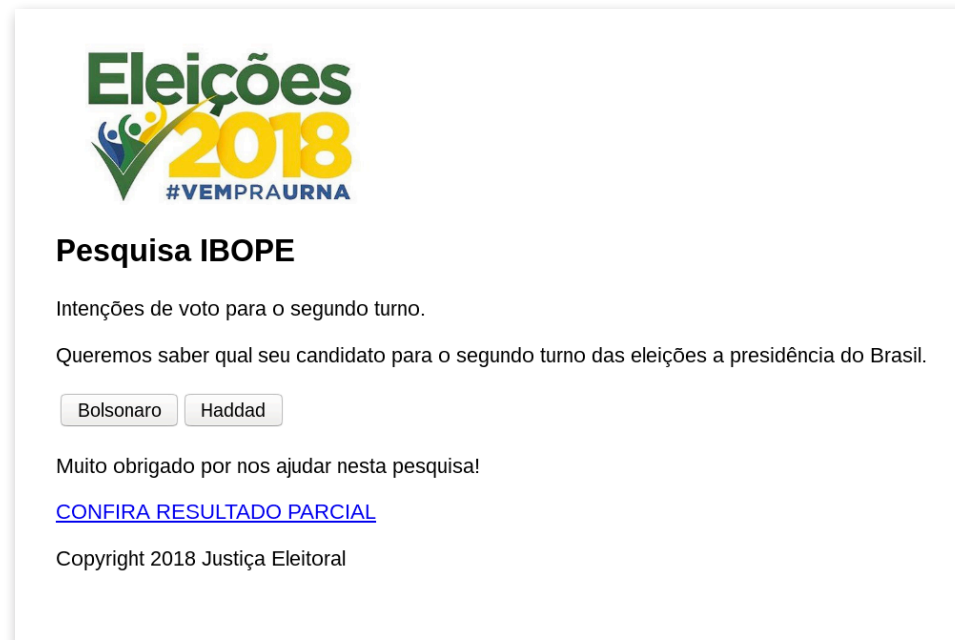 Eleições
2018
#VEMPRAURNA
Pesquisa IBOPE
Intenções de voto para o segundo turno.
Queremos saber qual seu candidato para o segundo turno das eleições a presidência do Brasil.
Bolsonaro Haddad
Muito obrigado por nos ajudar nesta pesquisa!
CONFIRA RESULTADO PARCIAL
Copyright 2018 Justiça Eleitoral